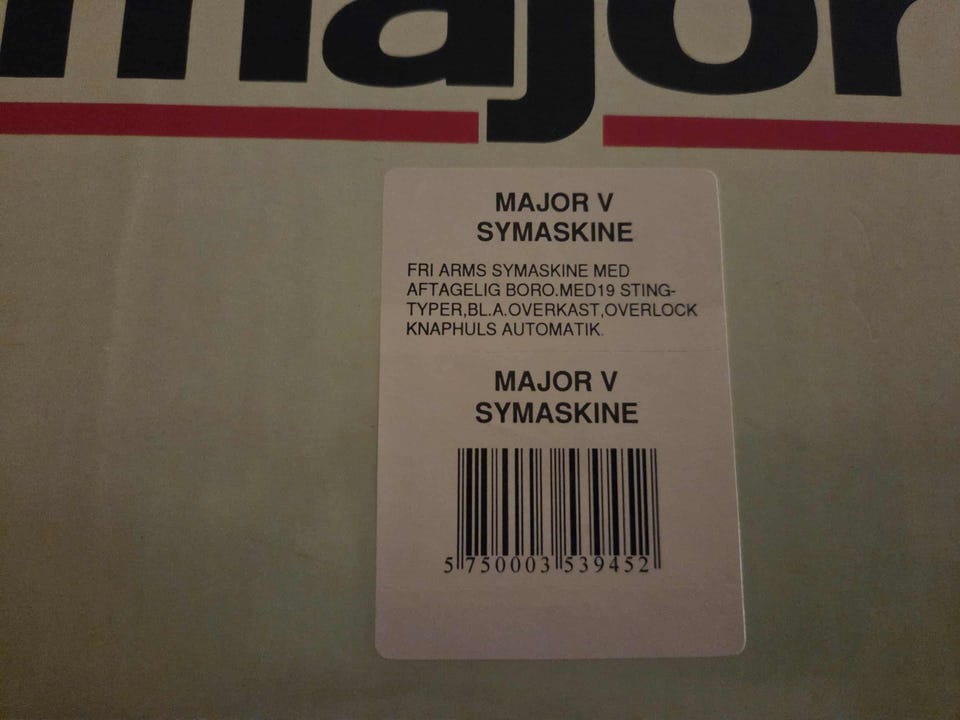 major
MAJOR V
SYMASKINE
FRI ARMS SYMASKINE MED
AFTAGELIG BORO.MED19 STING-
TYPER,BL.A.OVERKAST,OVERLOCK
KNAPHULS AUTOMATIK.
MAJOR V
SYMASKINE
5 750003 539452